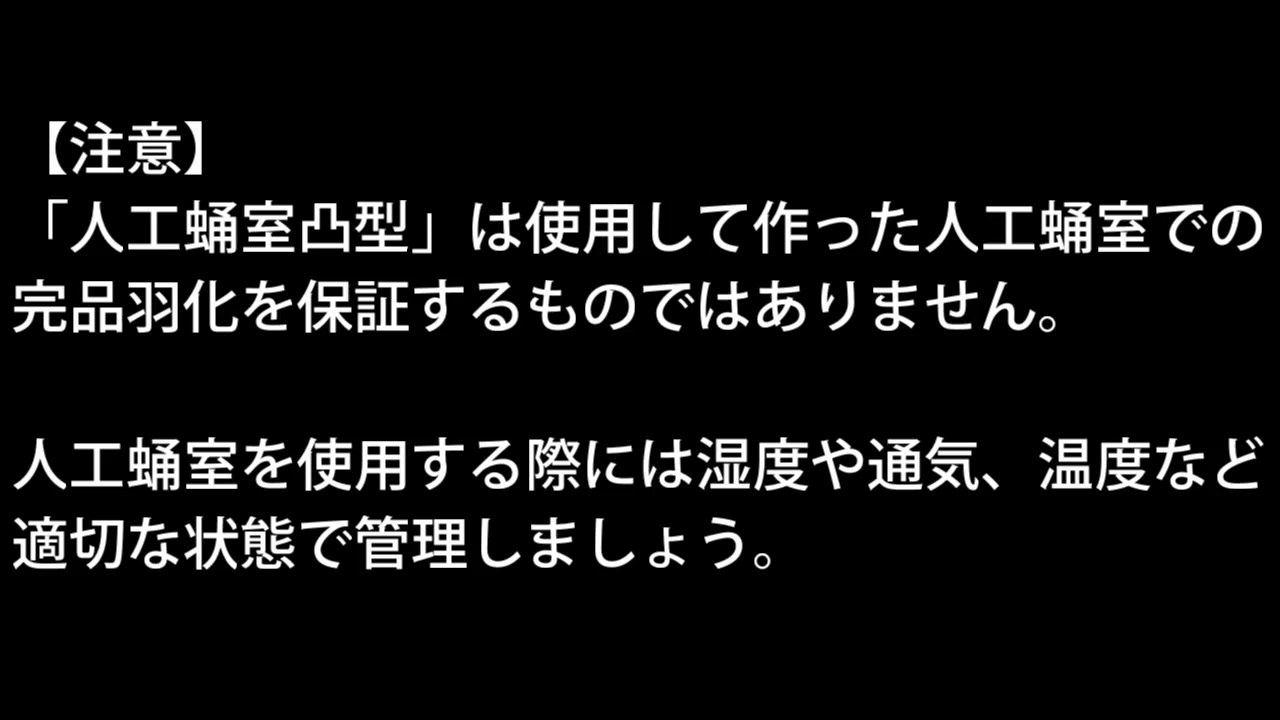 【注意】
「人工蛹室凸型」は使用して作った人工蛹室での
完品羽化を保証するものではありません。
人工蛹室を使用する際には湿度や通気、温度など
適切な状態で管理しましょう。